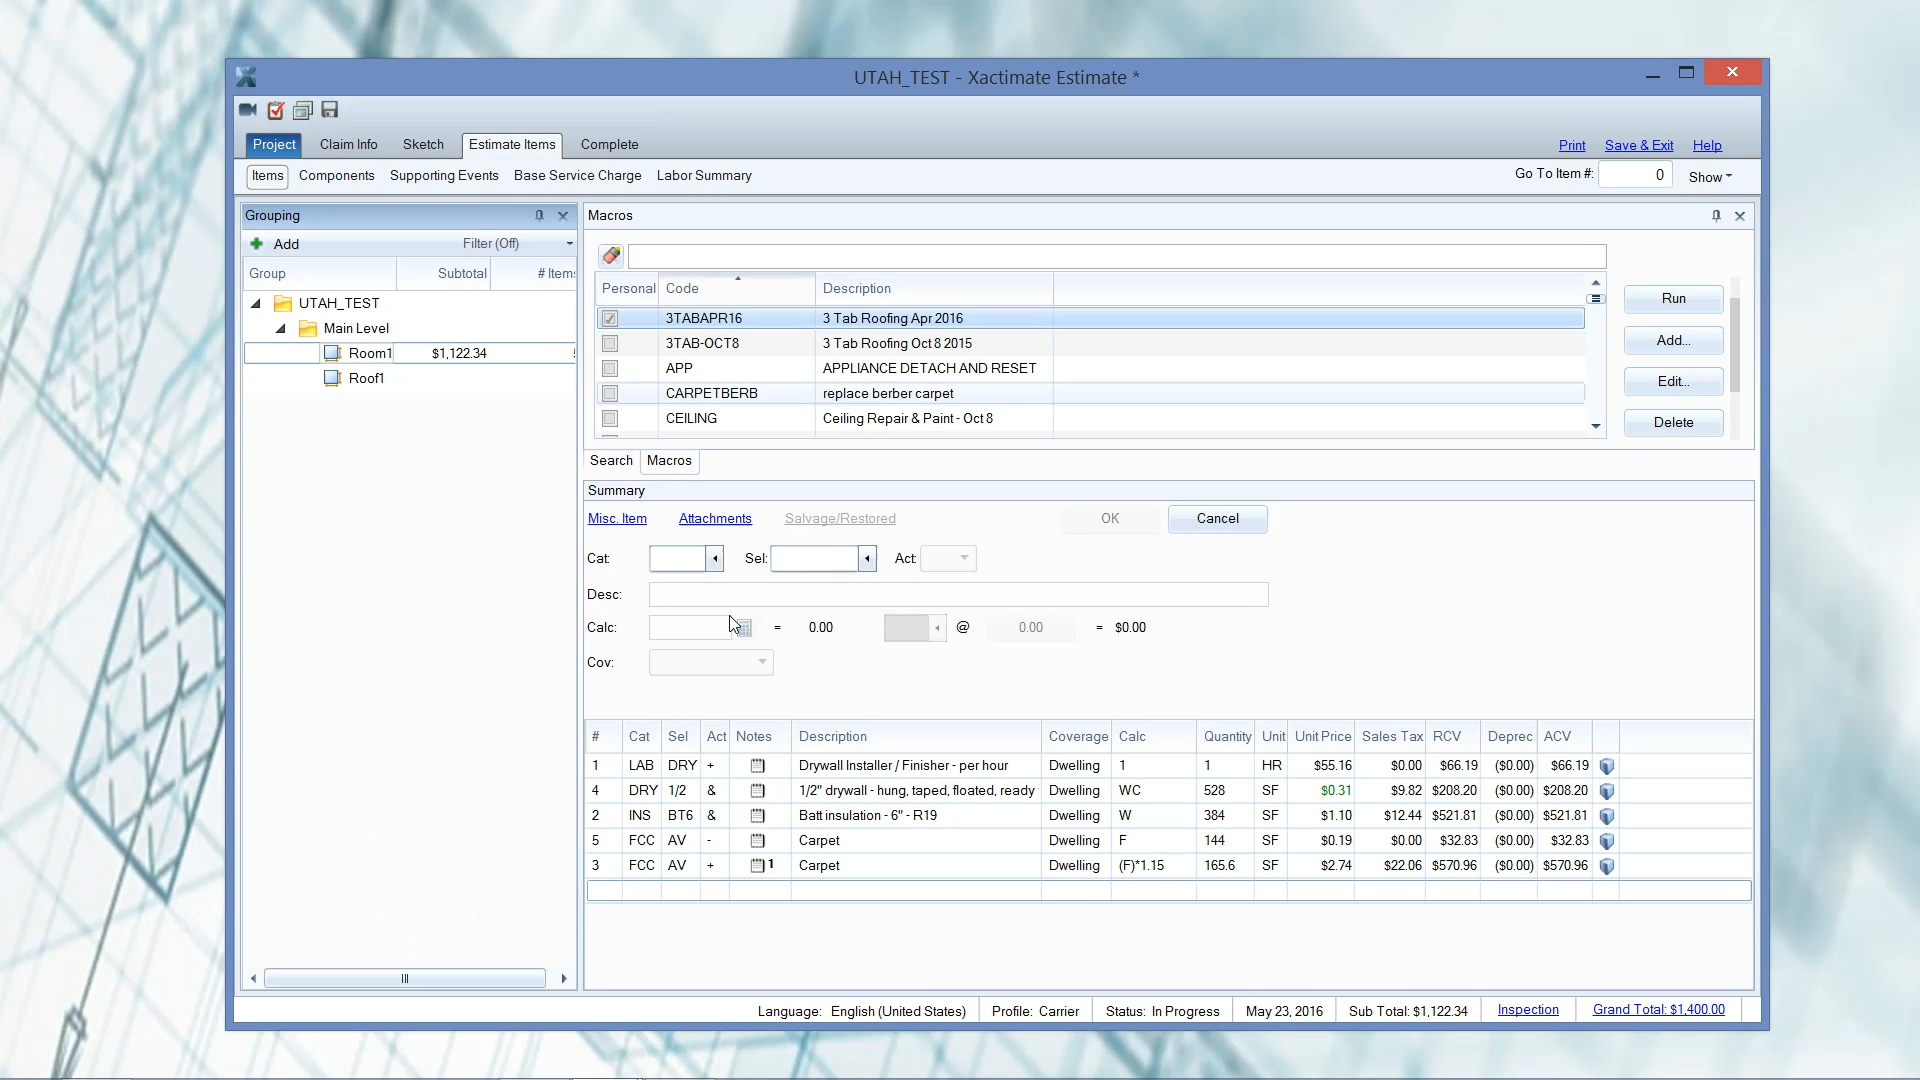 UTAH_TEST - Xactimate Estimate *
Project Claim Info Sketch Estimate Items Complete
Print Save & Exit Help
Items Components Supporting Events Base Service Charge Labor Summary
Go To Item #: 0 Show
Grouping
Add Filter (Off)
Group Subtotal # Items
UTAH_TEST
Main Level
Room1 $1,122.34
Roof1
Macros
Personal Code Description
3TABAPR16 3 Tab Roofing Apr 2016
3TAB-OCT8 3 Tab Roofing Oct 8 2015
APP APPLIANCE DETACH AND RESET
CARPETBERB replace berber carpet
CEILING Ceiling Repair & Paint - Oct 8
Run
Add...
Edit...
Delete
Search Macros
Summary
Misc. Item Attachments Salvage/Restored OK Cancel
Cat: Sel: Act:
Desc:
Calc: = 0.00 @ 0.00 = $0.00
Cov:
# Cat Sel Act Notes Description Coverage Calc Quantity Unit Unit Price Sales Tax RCV Deprec ACV
1 LAB DRY + Drywall Installer / Finisher - per hour Dwelling 1 1 HR $55.16 $0.00 $66.19 ($0.00) $66.19
4 DRY 1/2 & 1/2" drywall - hung, taped, floated, ready Dwelling WC 528 SF $0.31 $9.82 $208.20 ($0.00) $208.20
2 INS BT6 & Batt insulation - 6" - R19 Dwelling W 384 SF $1.10 $12.44 $521.81 ($0.00) $521.81
5 FCC AV - Carpet Dwelling F 144 SF $0.19 $0.00 $32.83 ($0.00) $32.83
3 FCC AV + 1 Carpet Dwelling (F)*1.15 165.6 SF $2.74 $22.06 $570.96 ($0.00) $570.96
Language: English (United States) Profile: Carrier Status: In Progress May 23, 2016 Sub Total: $1,122.34 Inspection Grand Total: $1,400.00